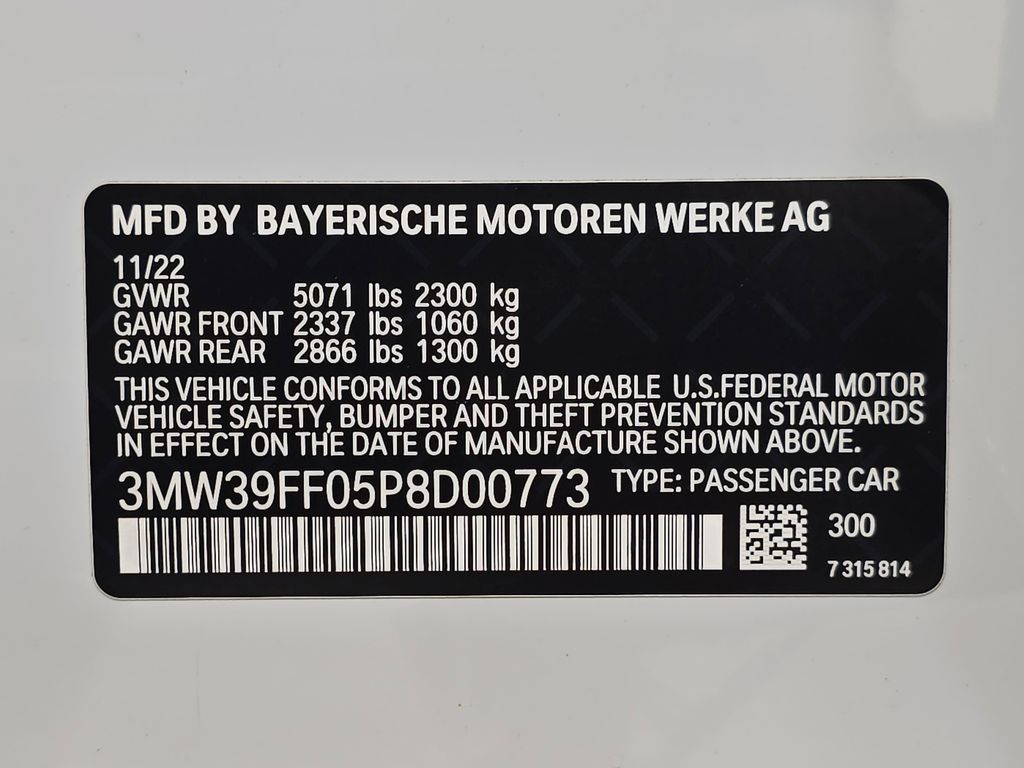 MFD BY BAYERISCHE MOTOREN WERKE AG
11/22
GVWR 5071 lbs 2300 kg
GAWR FRONT 2337 lbs 1060 kg
GAWR REAR 2866 lbs 1300 kg
THIS VEHICLE CONFORMS TO ALL APPLICABLE U.S.FEDERAL MOTOR
VEHICLE SAFETY, BUMPER AND THEFT PREVENTION STANDARDS
IN EFFECT ON THE DATE OF MANUFACTURE SHOWN ABOVE.
3MW39FF05P8D00773 TYPE: PASSENGER CAR
300
7 315 814